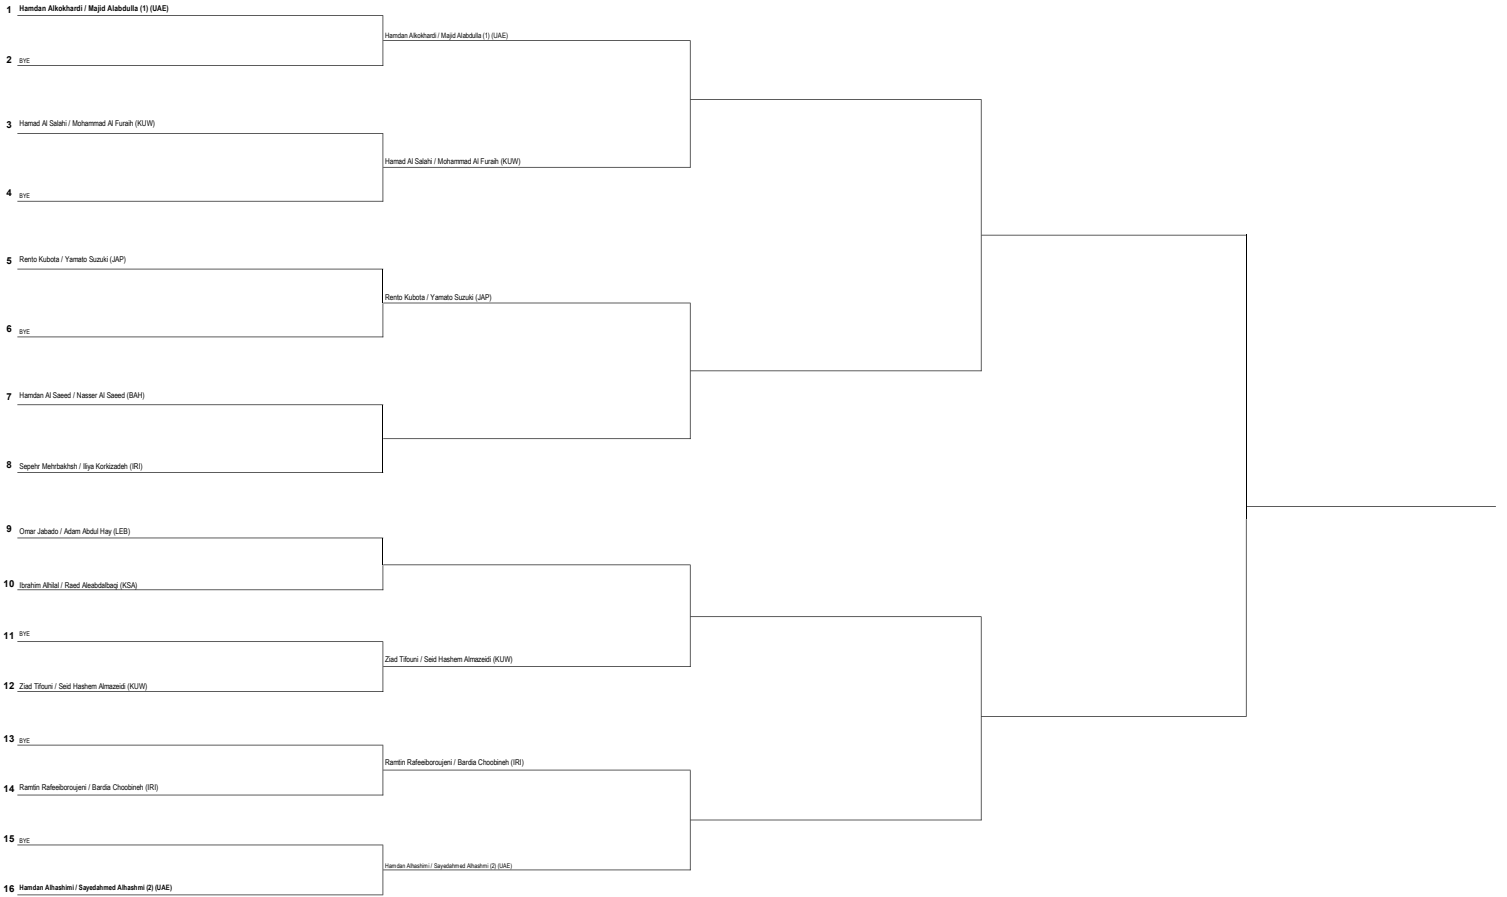 1 Hamdan Alkokhardi / Majid Alabdulla (1) (UAE)
Hamdan Alkokhardi / Majid Alabdulla (1) (UAE)
2 BYE
3 Hamad Al Salahi / Mohammad Al Furaih (KUW)
Hamad Al Salahi / Mohammad Al Furaih (KUW)
4 BYE
5 Rento Kubota / Yamato Suzuki (JAP)
Rento Kubota / Yamato Suzuki (JAP)
6 BYE
7 Hamdan Al Saeed / Nasser Al Saeed (BAH)
8 Sepehr Mehrbakhsh / Iliya Korkizadeh (IRI)
9 Omar Jabado / Adam Abdul Hay (LEB)
10 Ibrahim Alhilal / Raed Aleabdalbaqi (KSA)
11 BYE
Ziad Tifouni / Seid Hashem Almazeidi (KUW)
12 Ziad Tifouni / Seid Hashem Almazeidi (KUW)
13 BYE
Ramtin Rafeeiboroujeni / Bardia Choobineh (IRI)
14 Ramtin Rafeeiboroujeni / Bardia Choobineh (IRI)
15 BYE
Hamdan Alhashimi / Sayedahmed Alhashmi (2) (UAE)
16 Hamdan Alhashimi / Sayedahmed Alhashmi (2) (UAE)